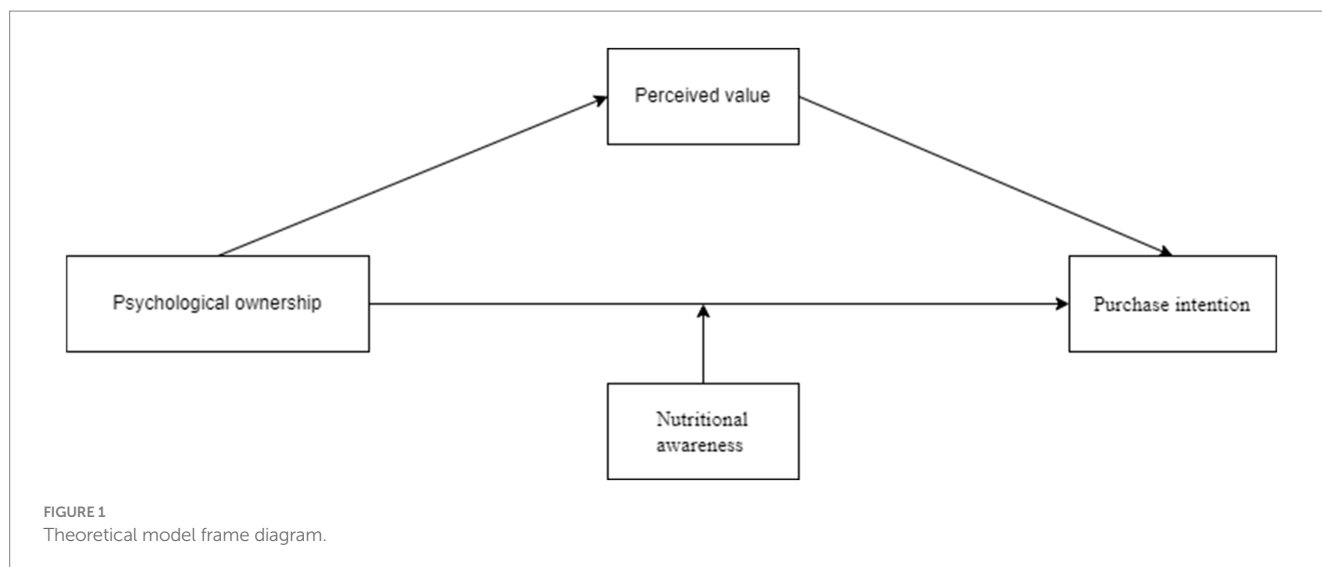 Perceived value
Psychological ownership
Purchase intention
Nutritional
awareness
FIGURE 1
Theoretical model frame diagram.